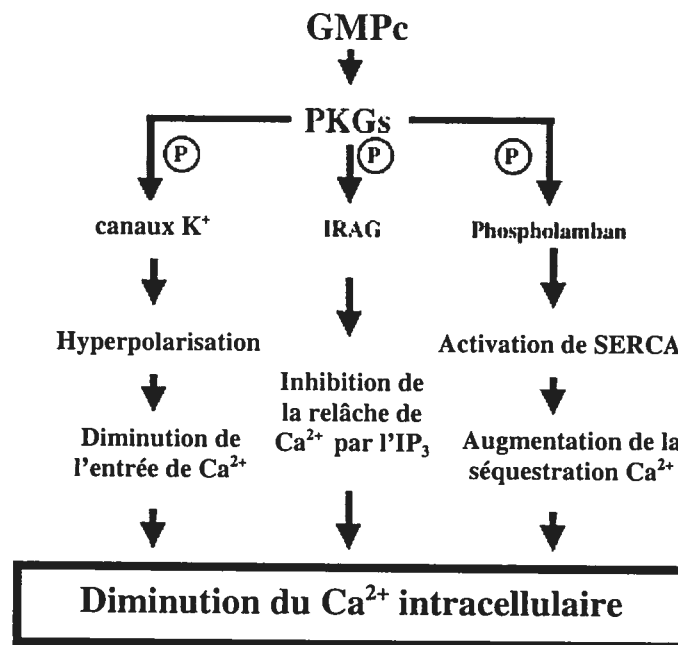 GMPc
PKGs
P P P
canaux K⁺ IRAG Phospholamban
Hyperpolarisation Activation de SERCA
Inhibition de
la relâche de
Ca²⁺ par l'IP₃
Diminution de
l'entrée de Ca²⁺
Augmentation de la
séquestration Ca²⁺
Diminution du Ca²⁺ intracellulaire